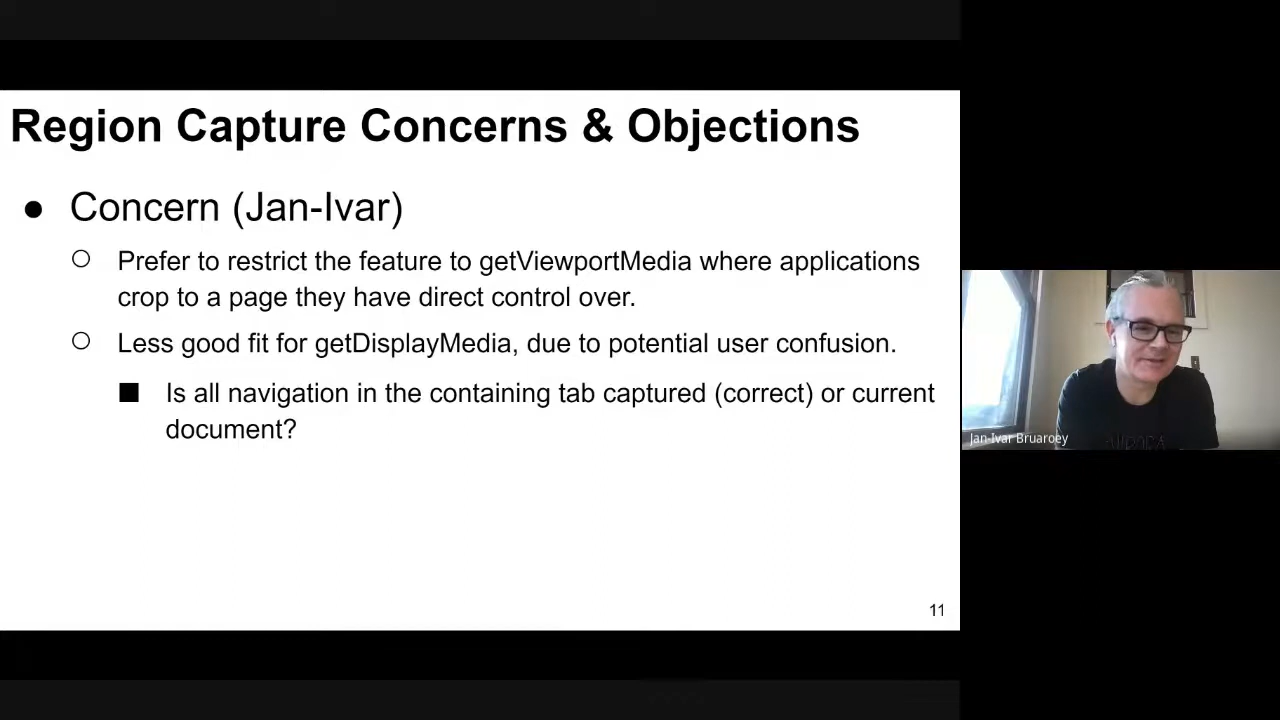 Region Capture Concerns & Objections
● Concern (Jan-Ivar)
○ Prefer to restrict the feature to getViewportMedia where applications
crop to a page they have direct control over.
○ Less good fit for getDisplayMedia, due to potential user confusion.
■ Is all navigation in the containing tab captured (correct) or current
document?
11
Jan-Ivar Bruaroey